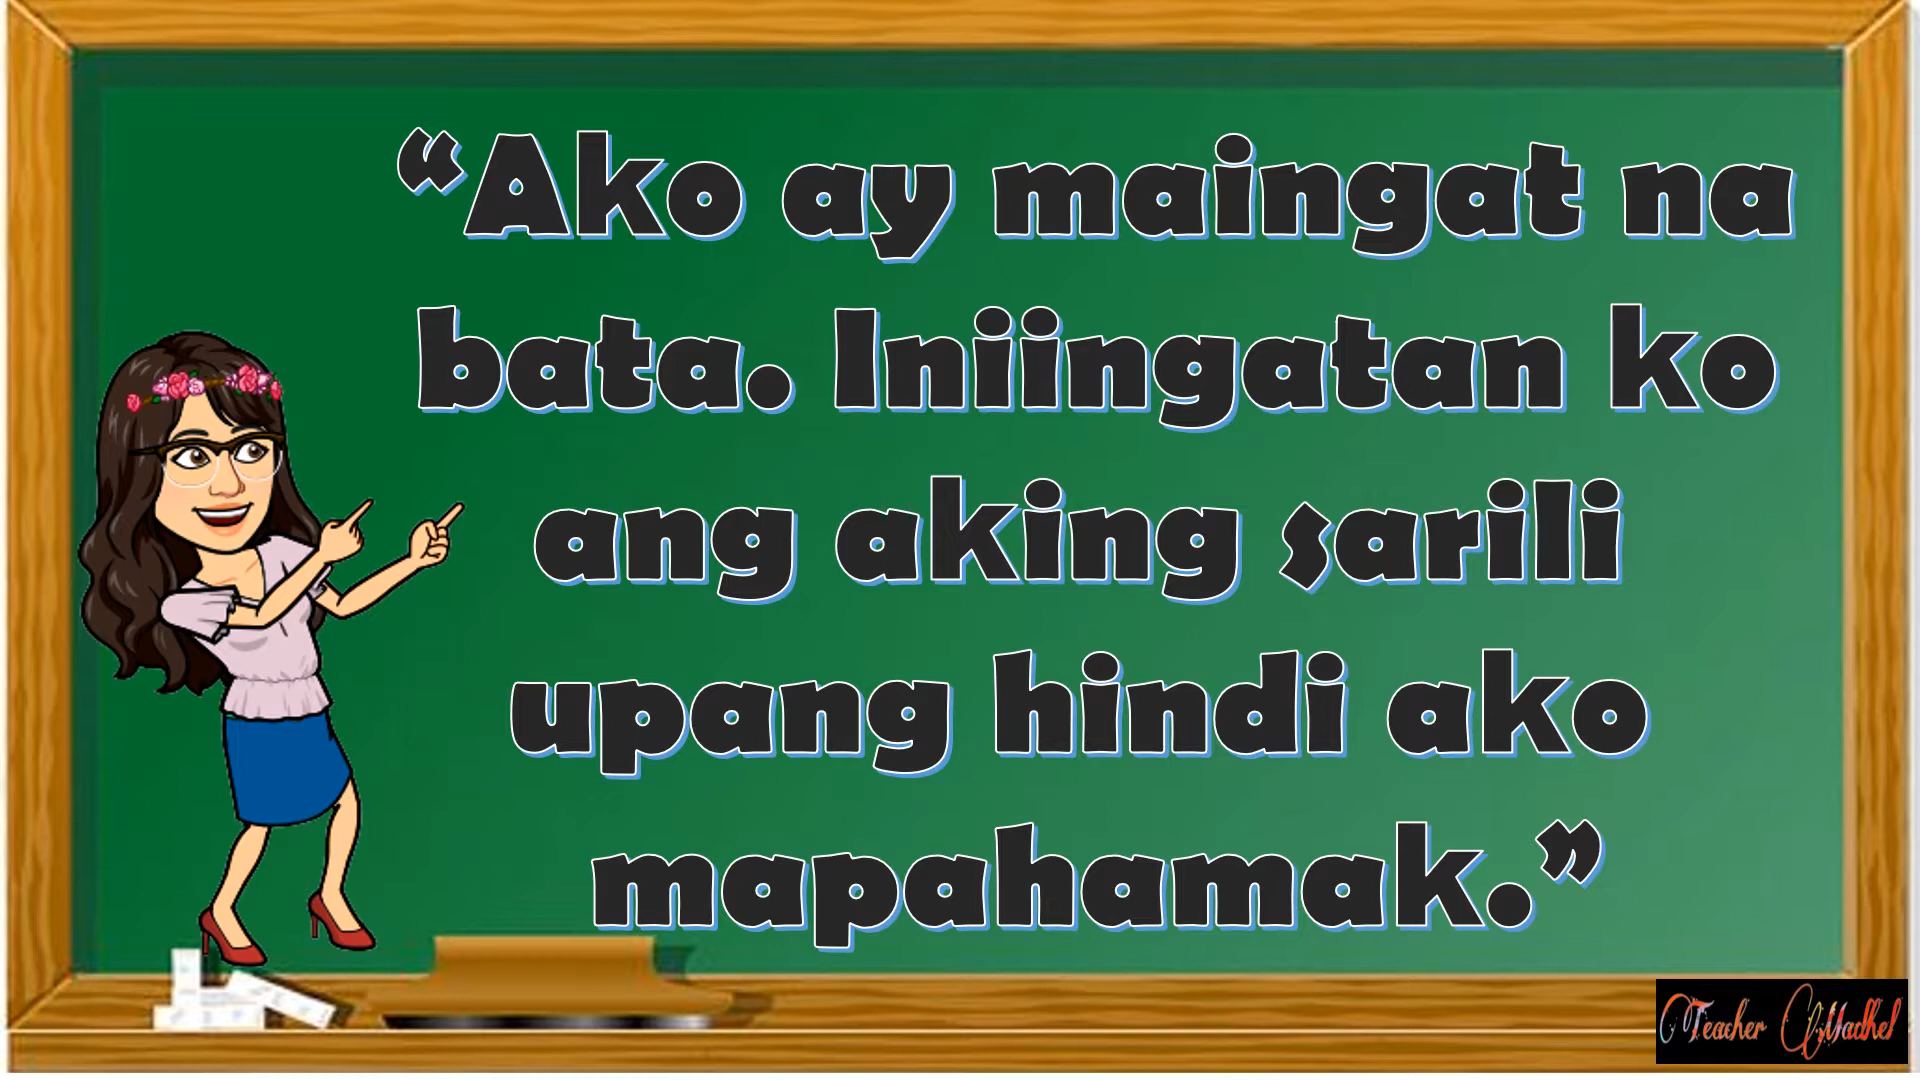 “Ako ay maingat na
bata. Iniingatan ko
ang aking sarili
upang hindi ako
mapahamak.”
Teacher Madhel